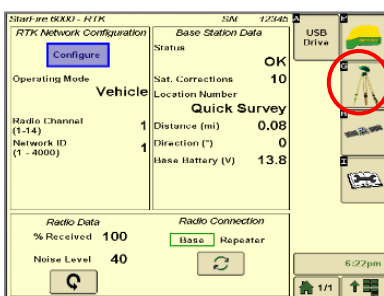 StarFire 6000 - RTK SN 12345
RTK Network Configuration
Configure
Operating Mode
Vehicle
Radio Channel
(1-14)
1
Network ID
(1 - 4000)
1
Base Station Data
Status
OK
Sat. Corrections 10
Location Number
Quick Survey
Distance (mi) 0.08
Direction (°) 0
Base Battery (V) 13.8
Radio Data
% Received 100
Noise Level 40
Radio Connection
Base Repeater
A
USB
Drive
F
G
H
I
6:22pm
1/1